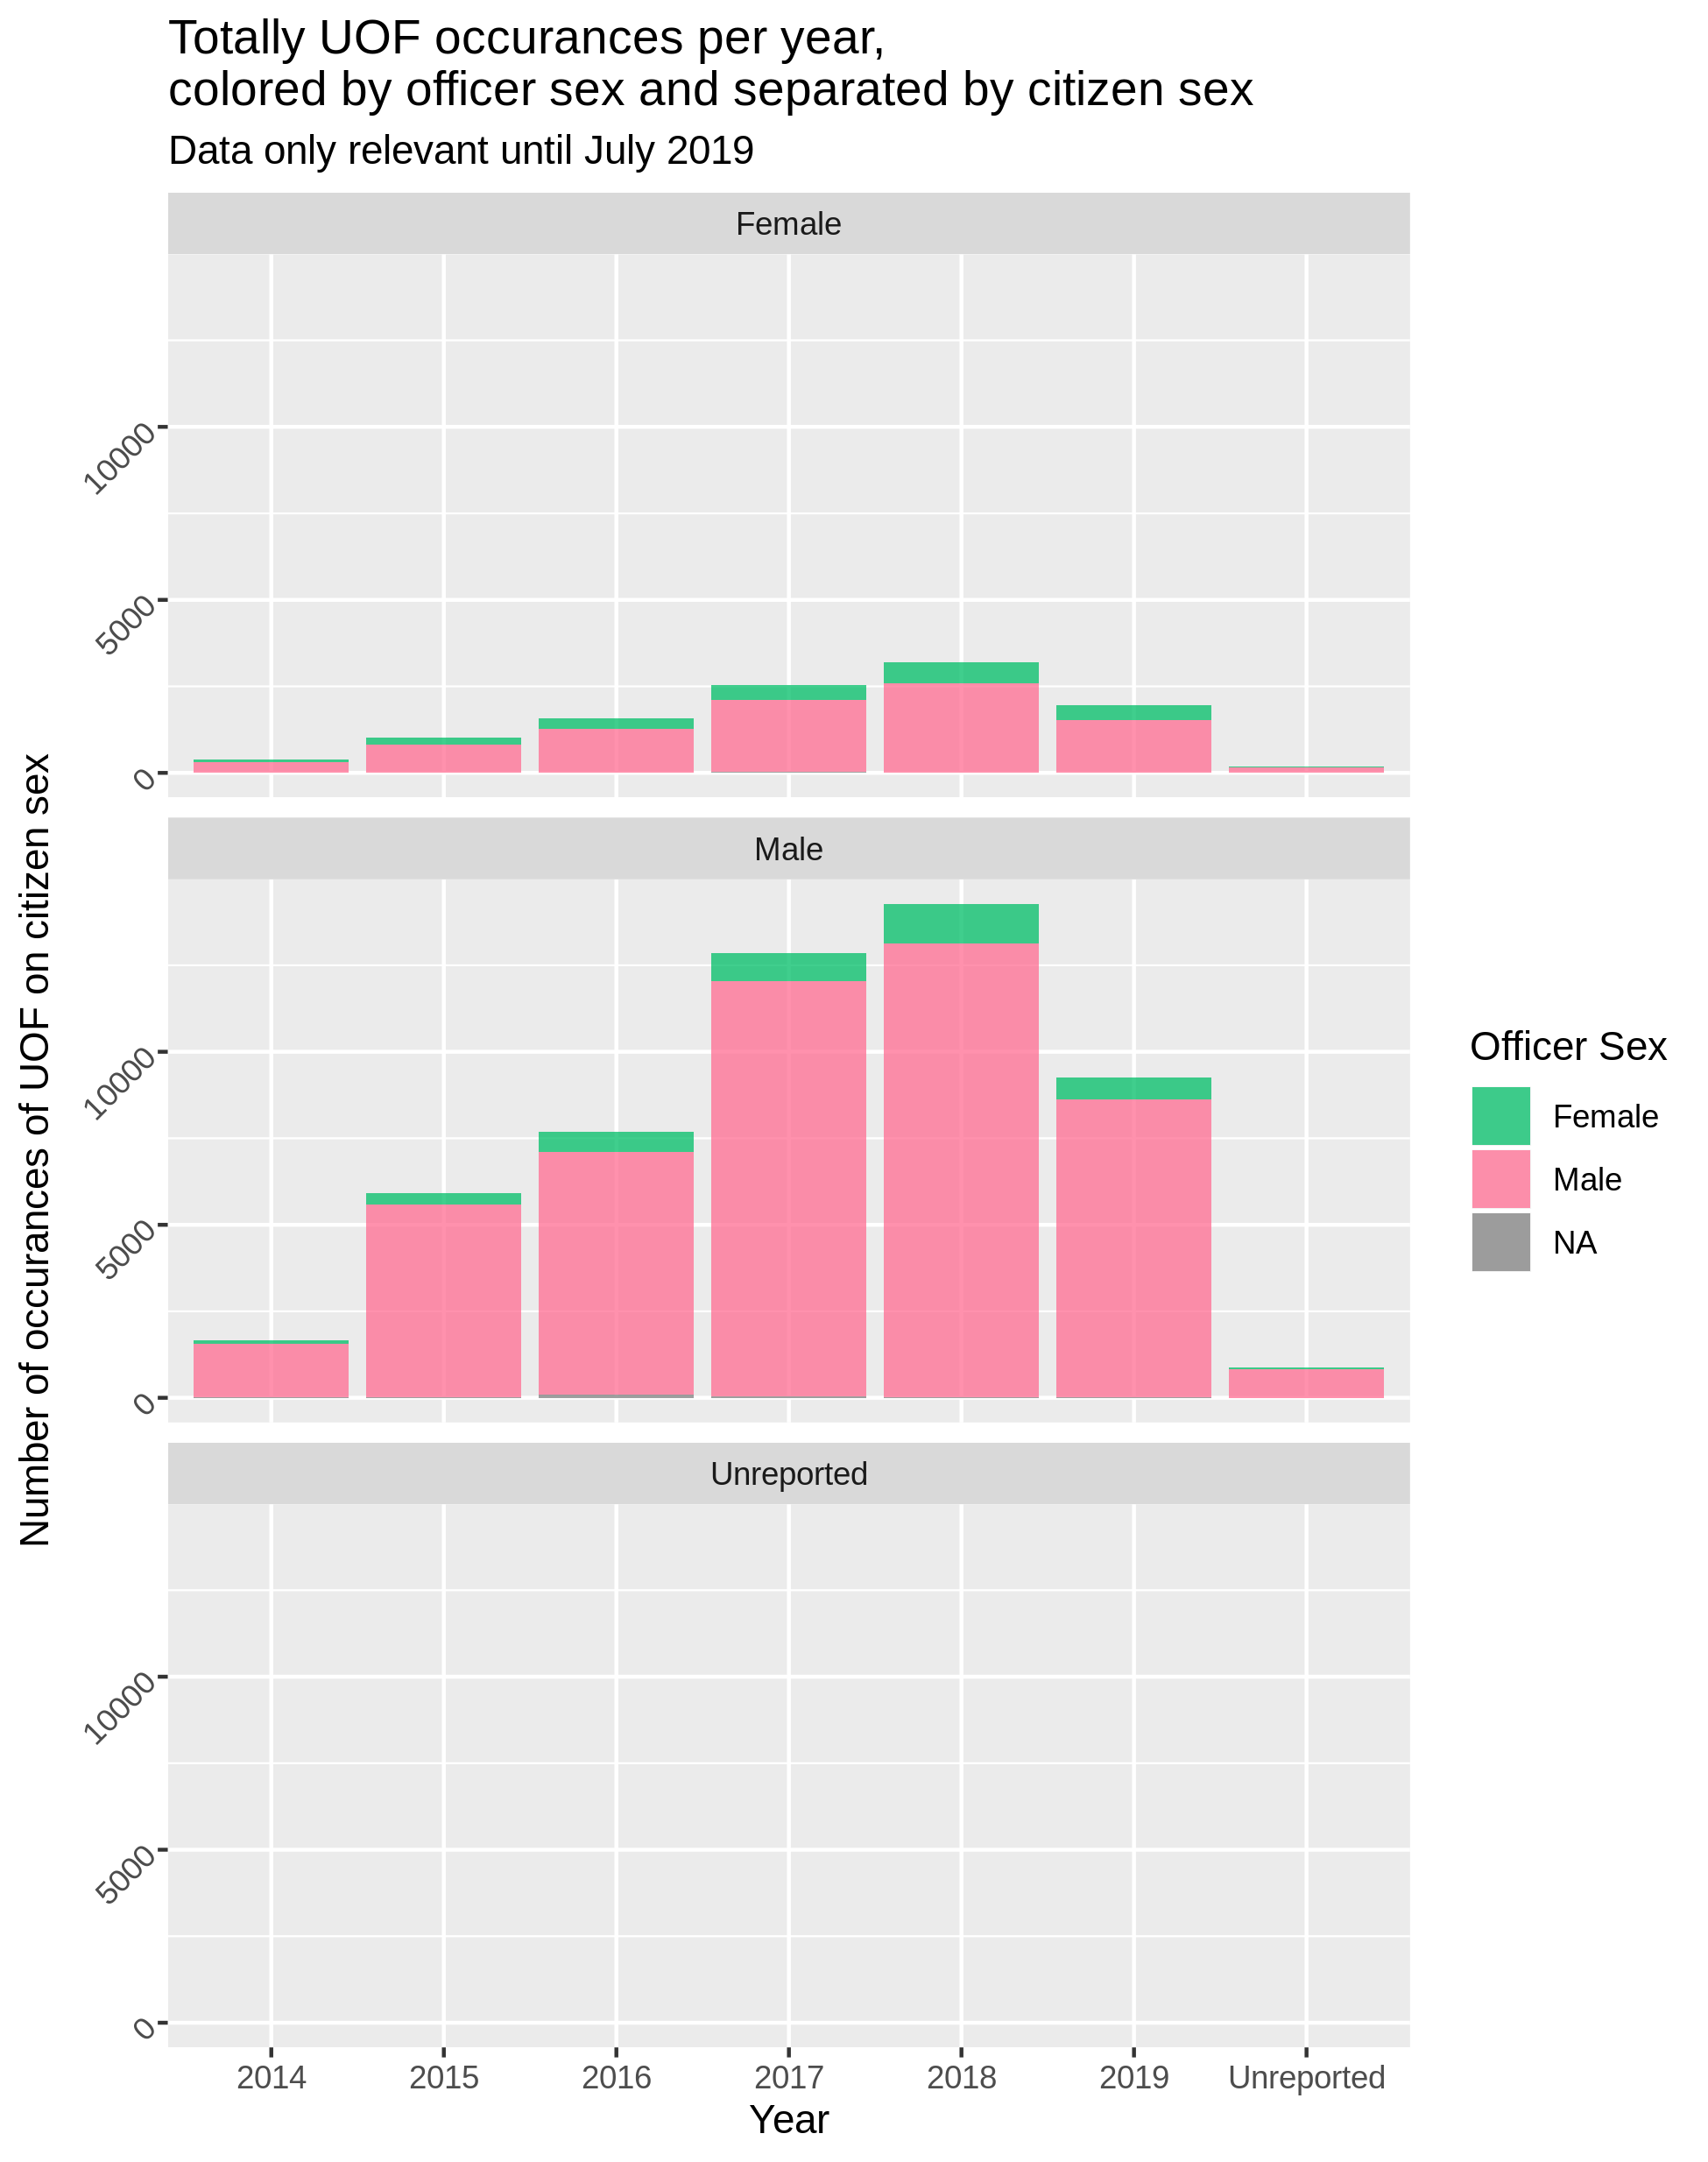 Totally UOF occurances per year,
colored by officer sex and separated by citizen sex
Data only relevant until July 2019
Female
10000
5000
0
Male
10000
5000
0
Unreported
10000
5000
0
2014 2015 2016 2017 2018 2019 Unreported
Year
Number of occurances of UOF on citizen sex
Officer Sex
Female
Male
NA